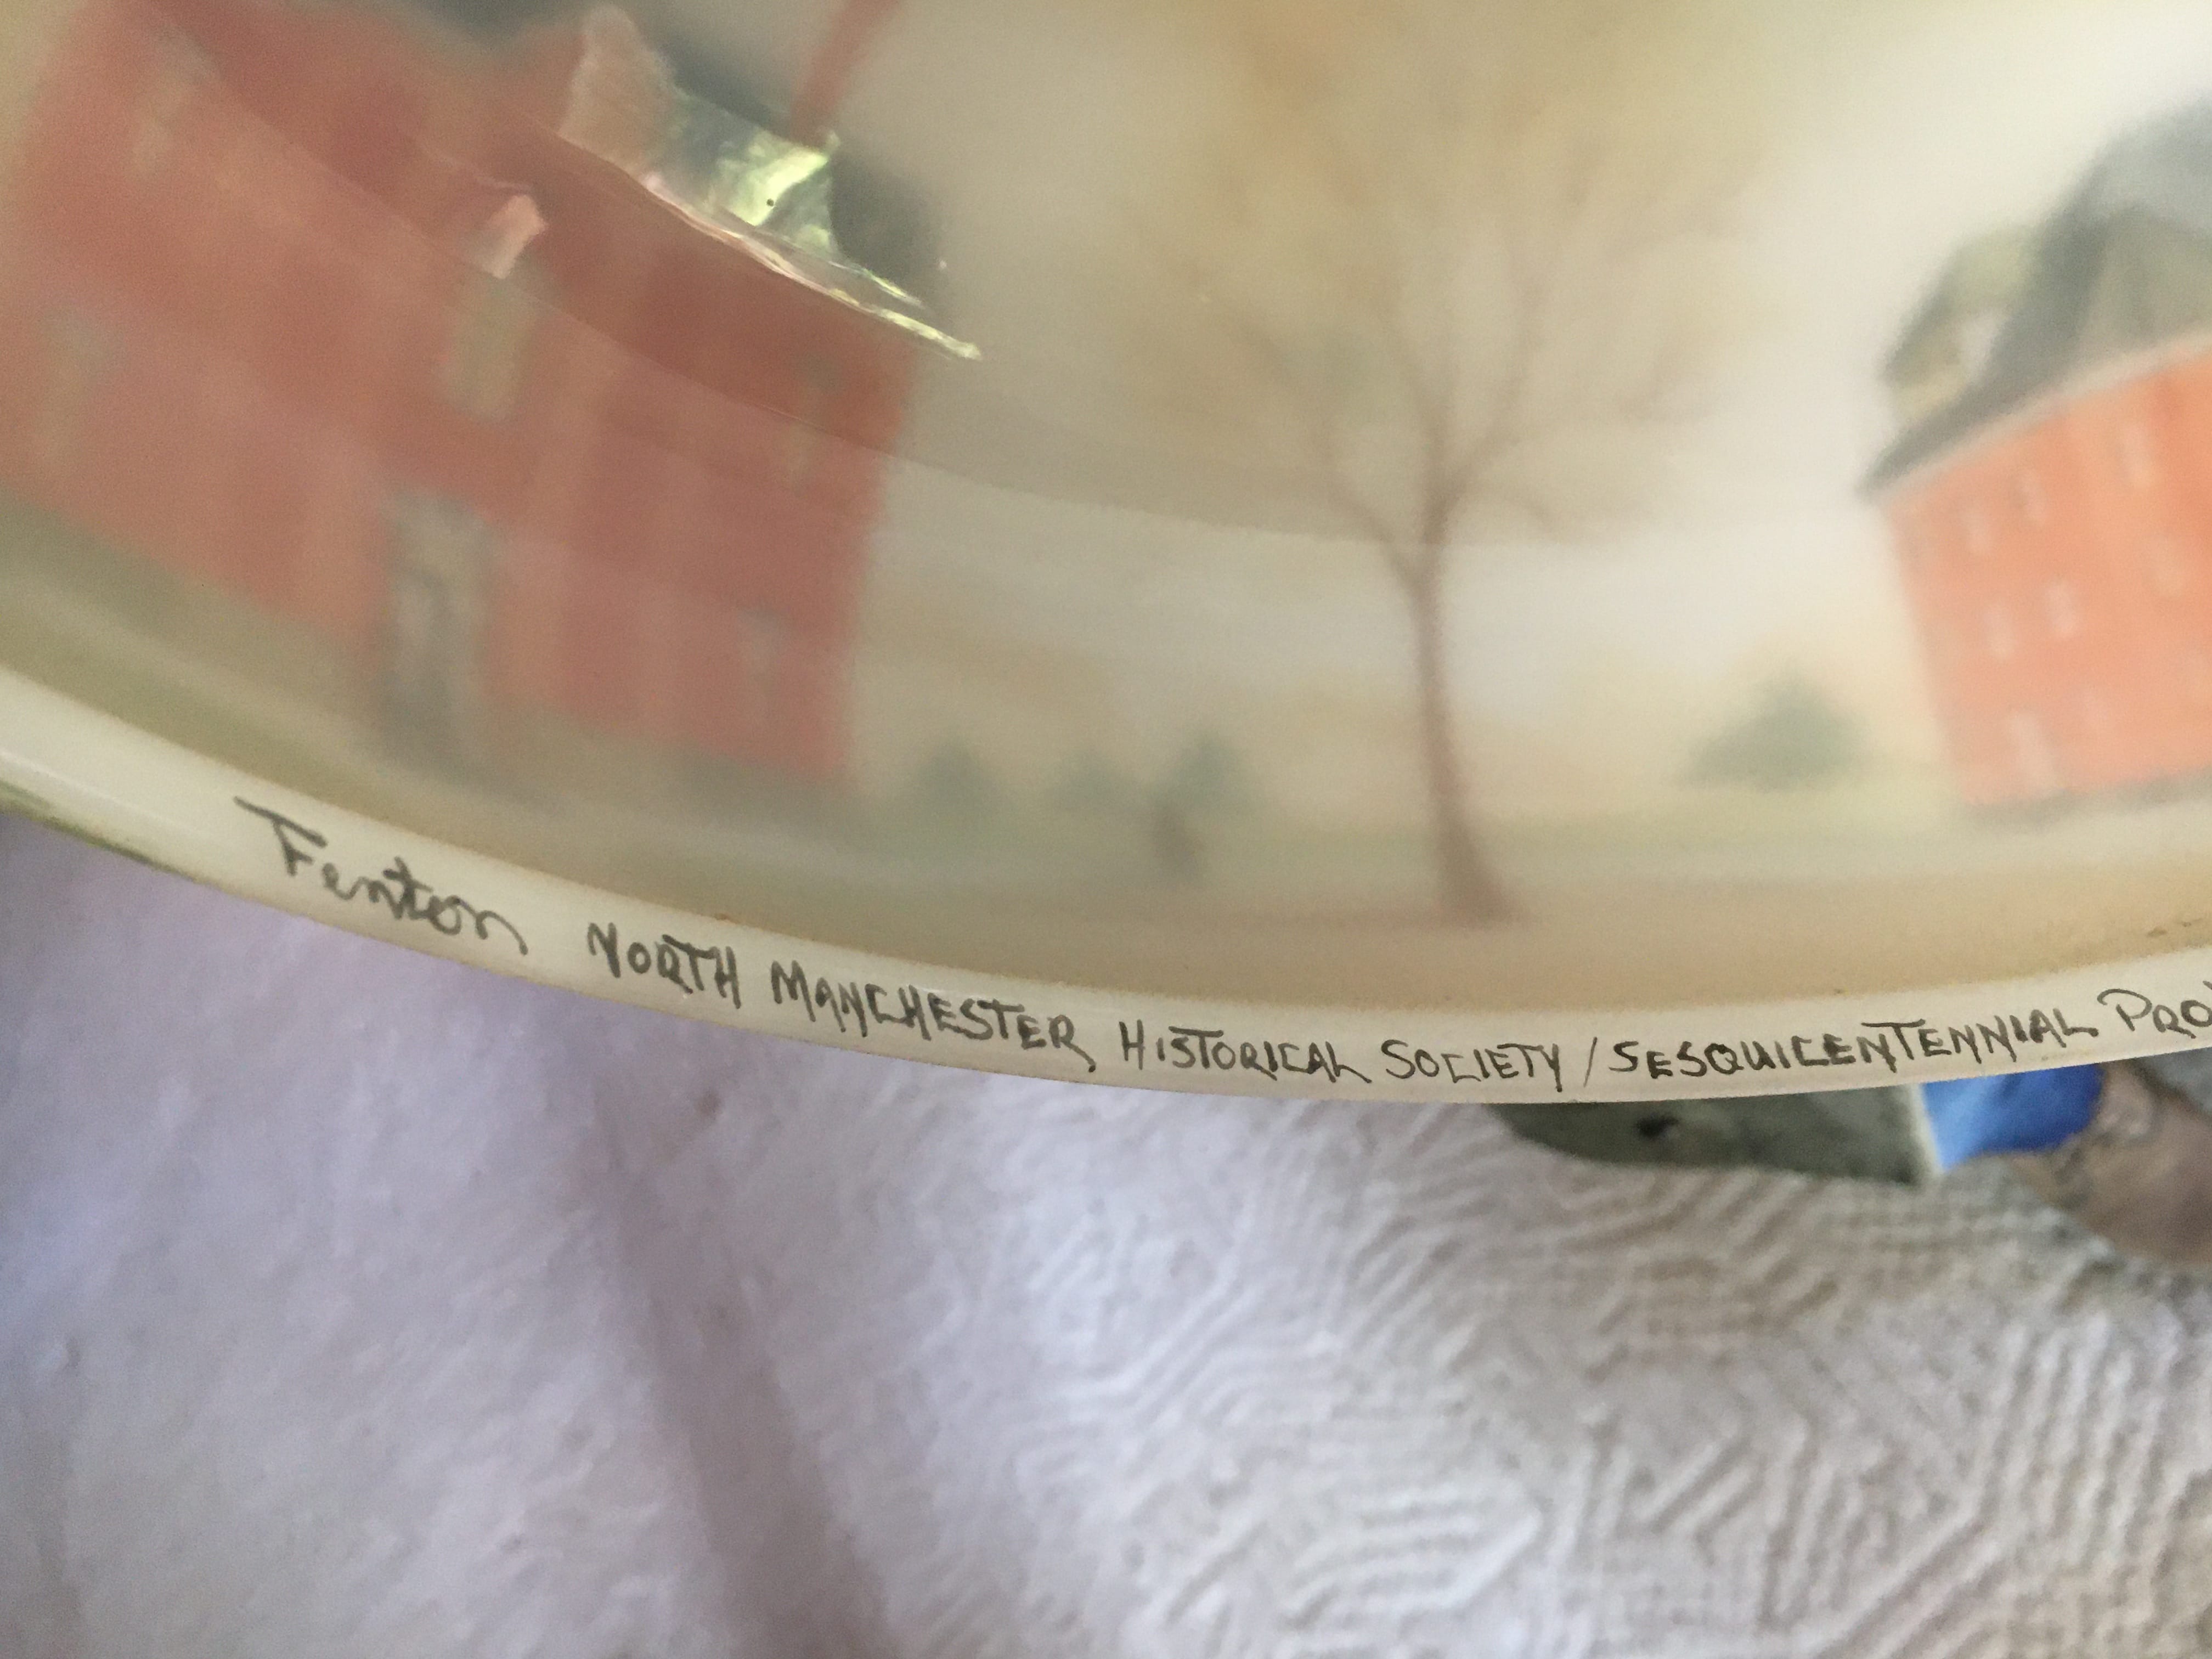 Fenton NORTH MANCHESTER HISTORICAL SOCIETY / SESQUICENTENNIAL